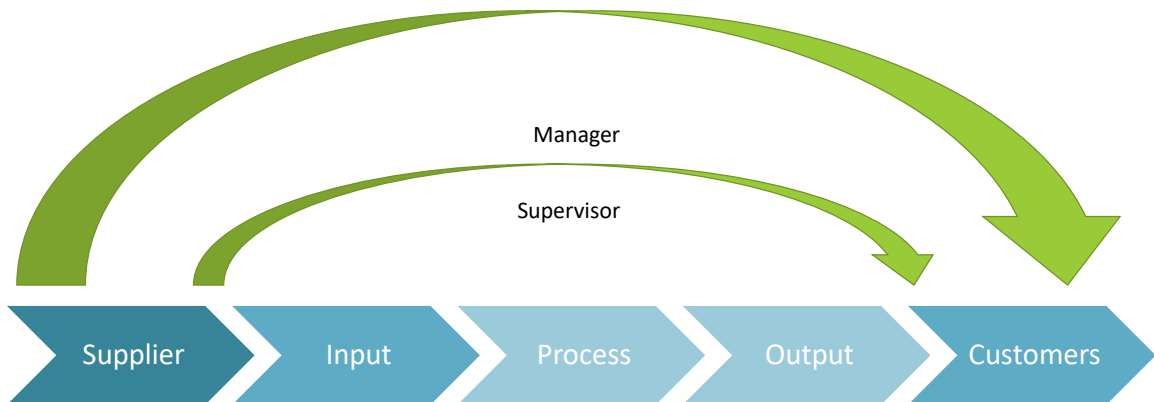 Manager
Supervisor
Supplier
Input
Process
Output
Customers